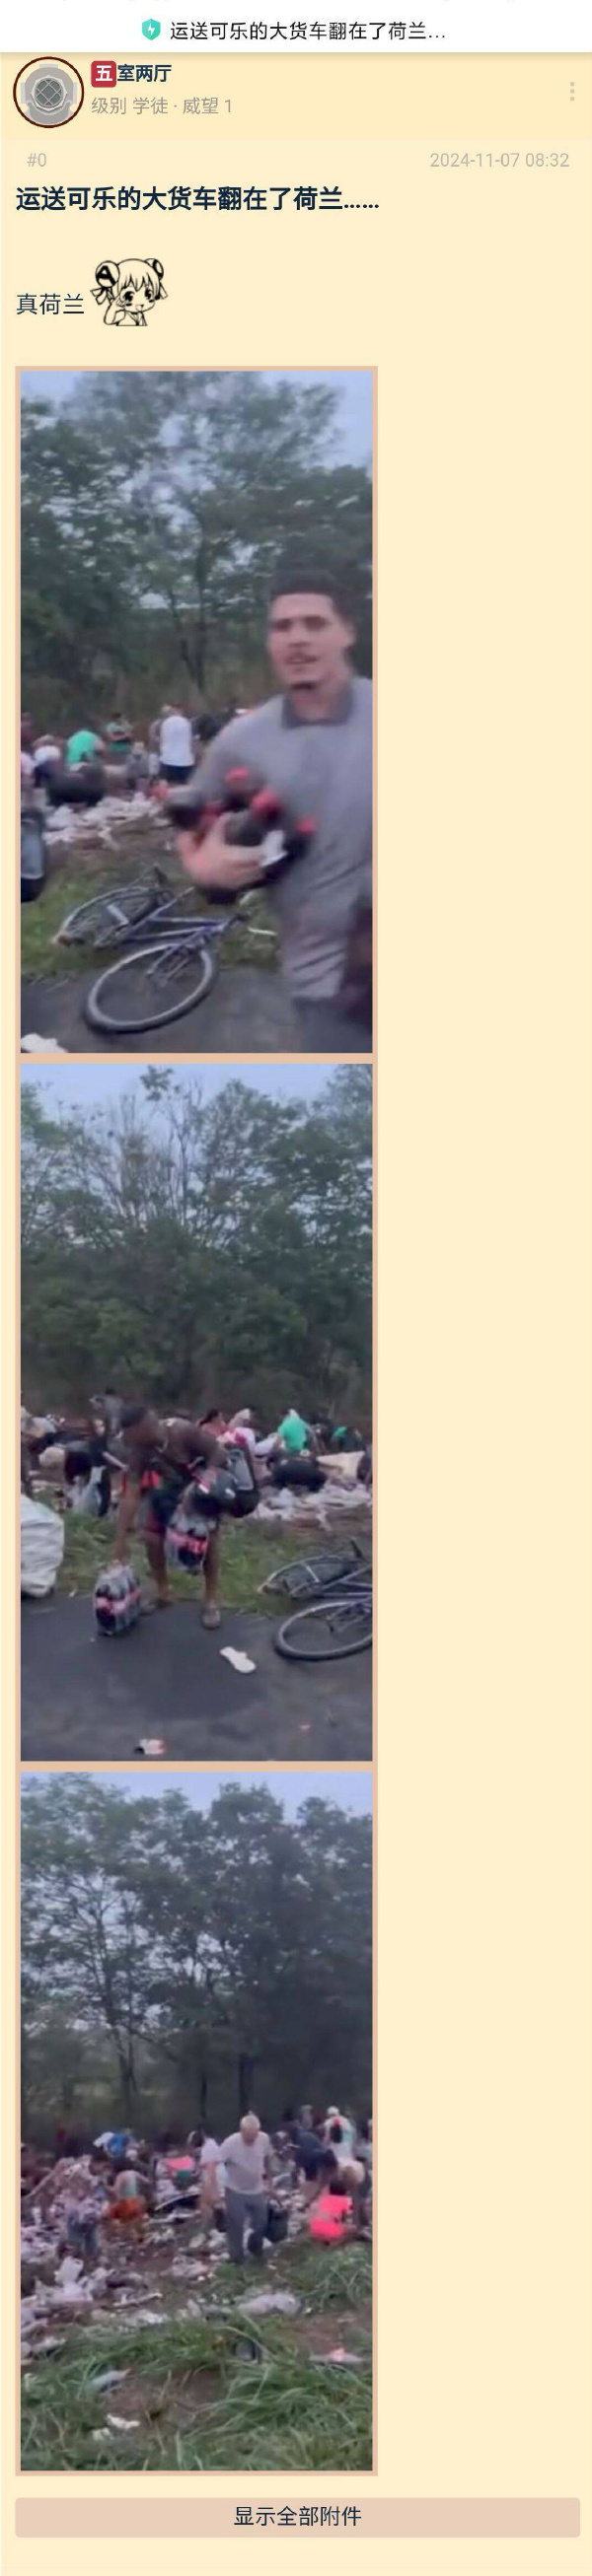 运送可乐的大货车翻在了荷兰...
五室两厅
级别 学徒 · 威望 1
#0
2024-11-07 08:32
运送可乐的大货车翻在了荷兰......
真荷兰
显示全部附件